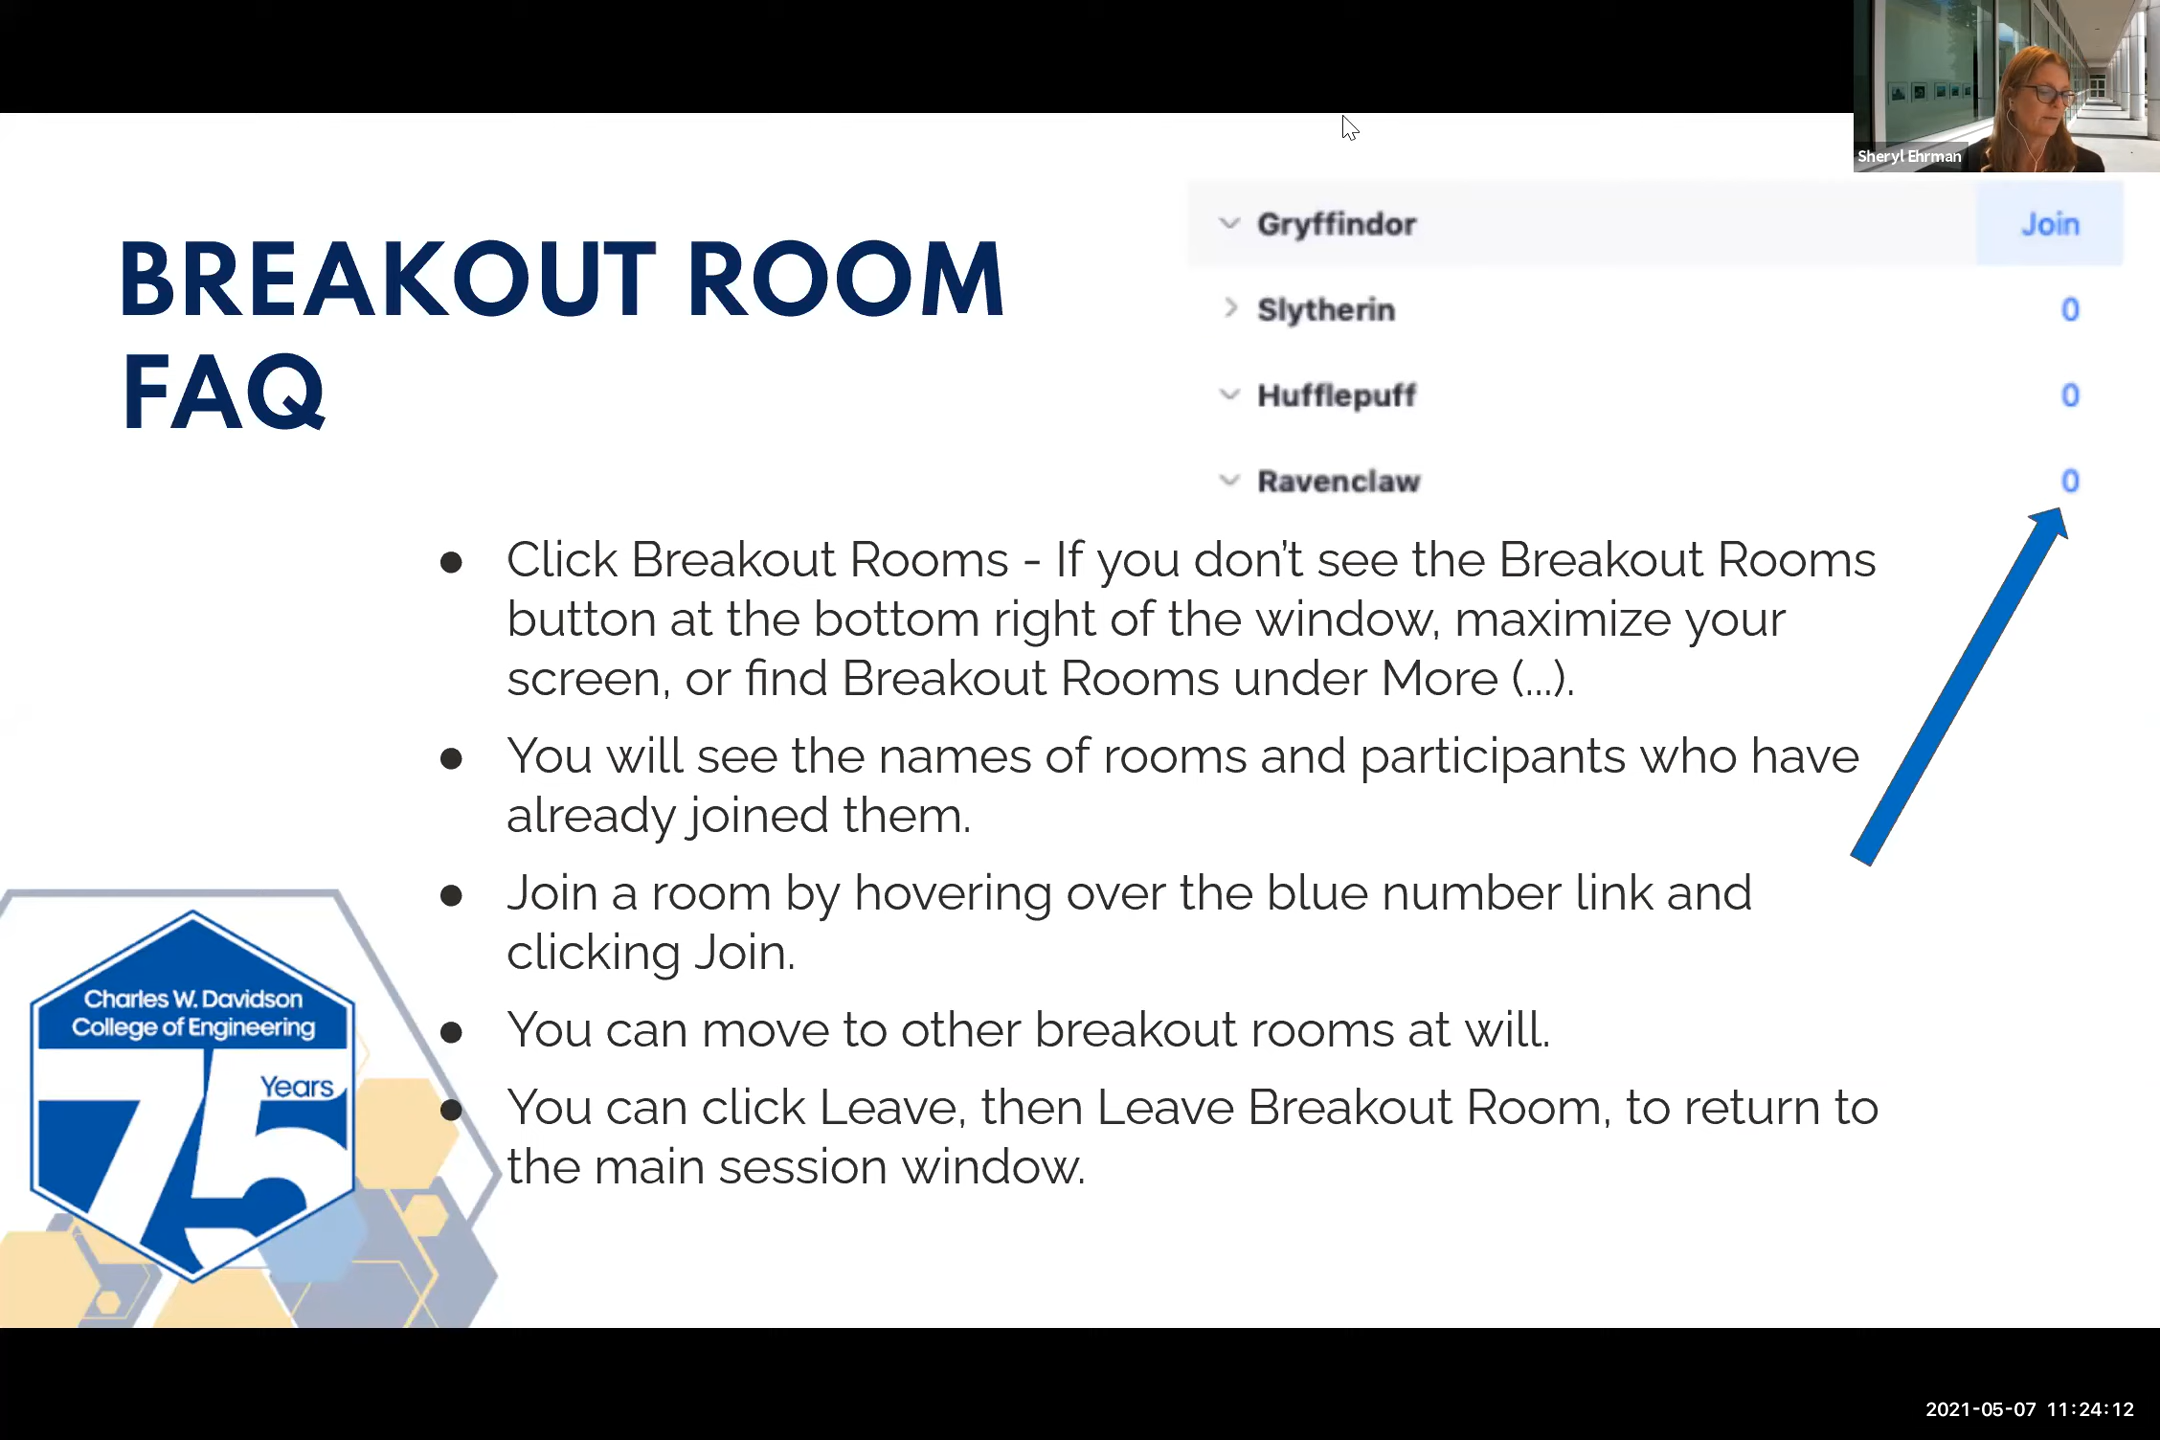 Sheryl Ehrman
BREAKOUT ROOM
FAQ
Gryffindor Join
Slytherin 0
Hufflepuff 0
Ravenclaw 0
● Click Breakout Rooms - If you don’t see the Breakout Rooms
button at the bottom right of the window, maximize your
screen, or find Breakout Rooms under More (...).
● You will see the names of rooms and participants who have
already joined them.
● Join a room by hovering over the blue number link and
clicking Join.
● You can move to other breakout rooms at will.
● You can click Leave, then Leave Breakout Room, to return to
the main session window.
Charles W. Davidson
College of Engineering
75 Years
2021-05-07 11:24:12